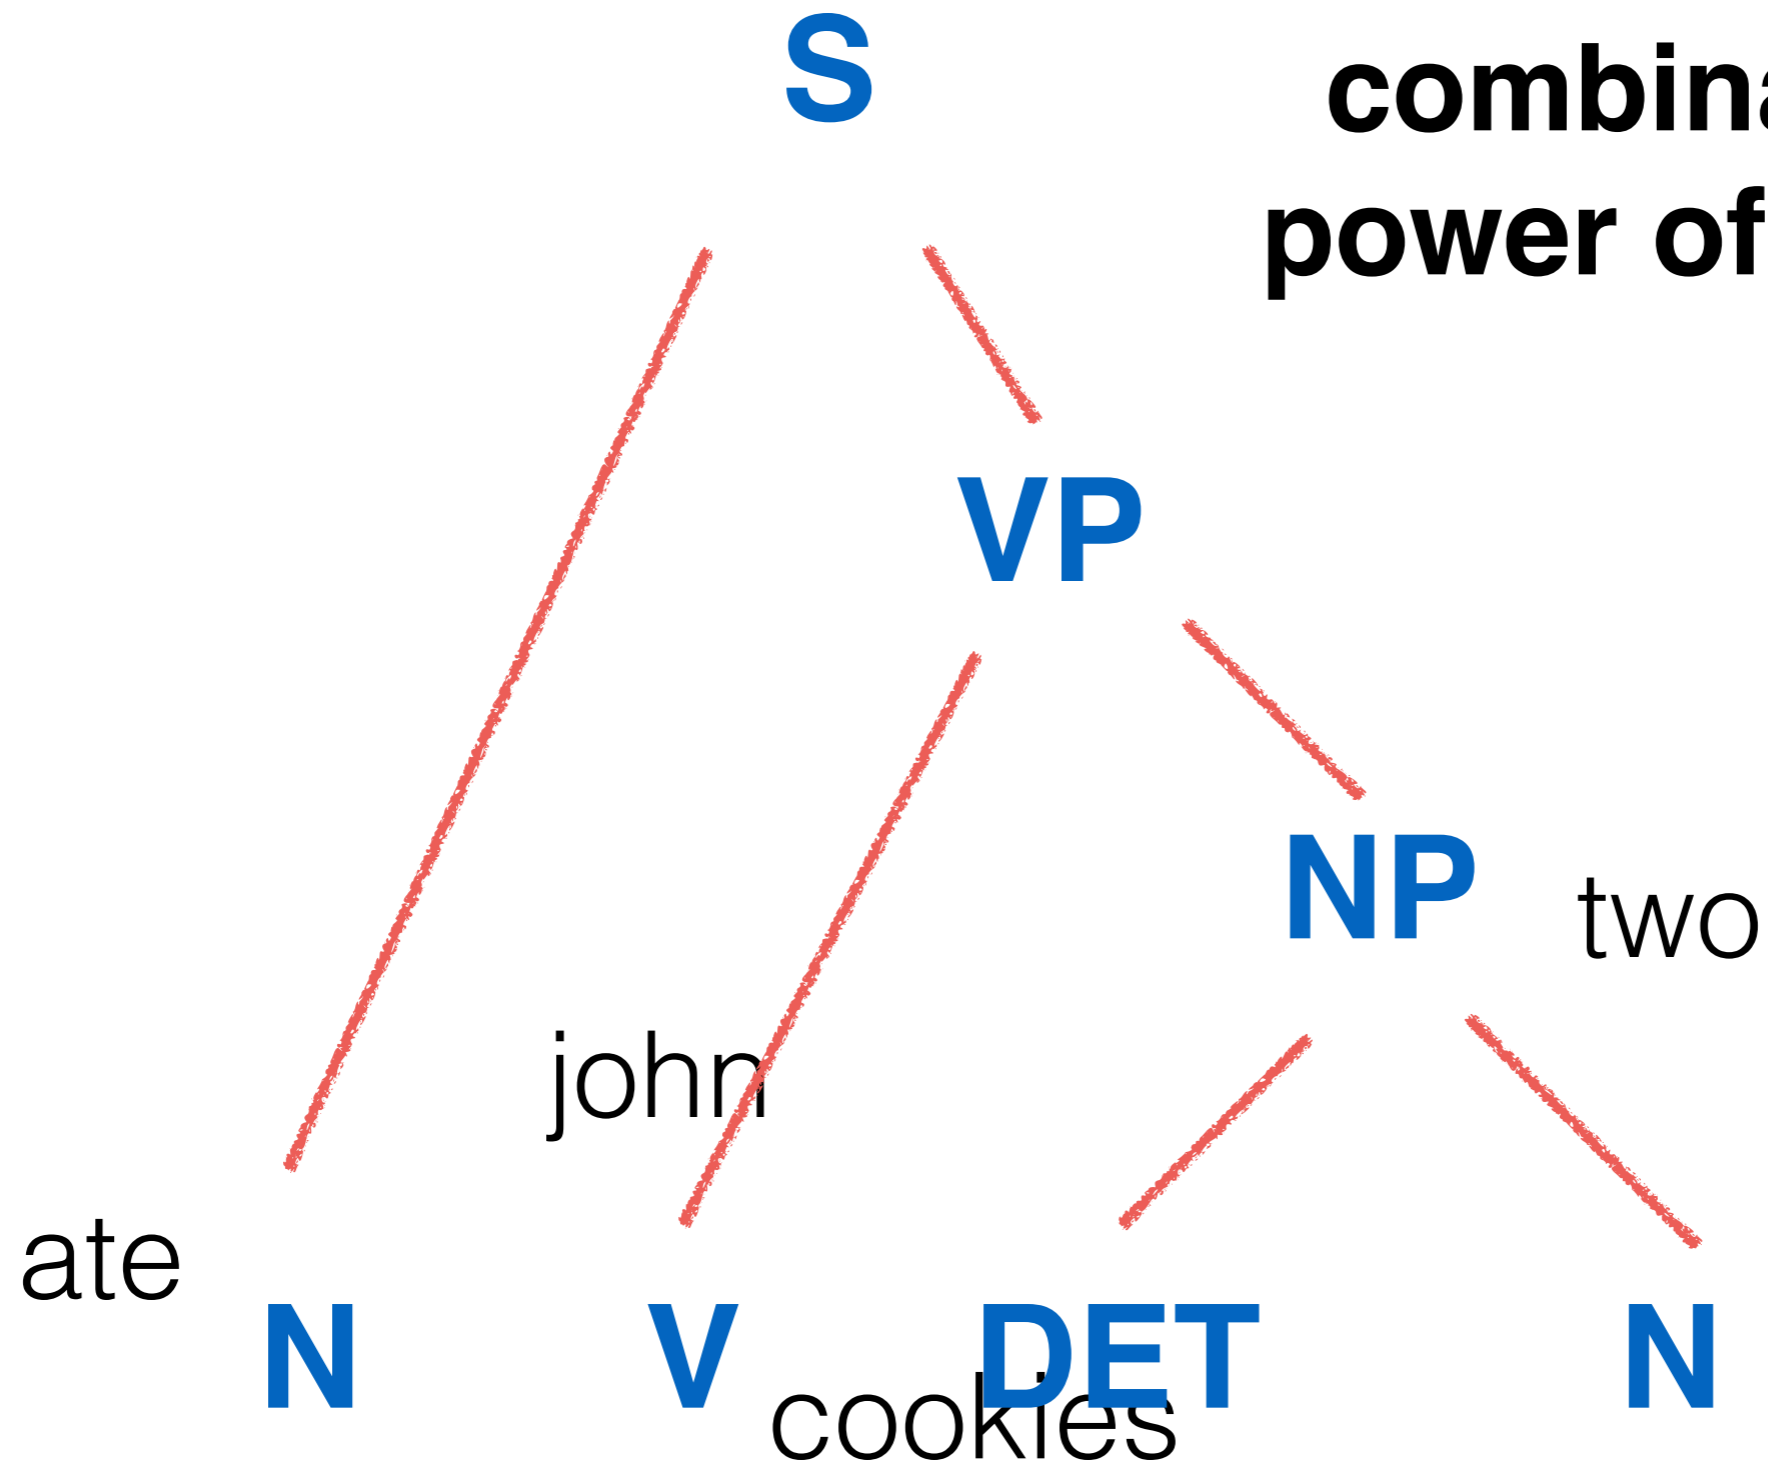 S
combina
power of
VP
NP
two
john
ate
N V DET N
cookies